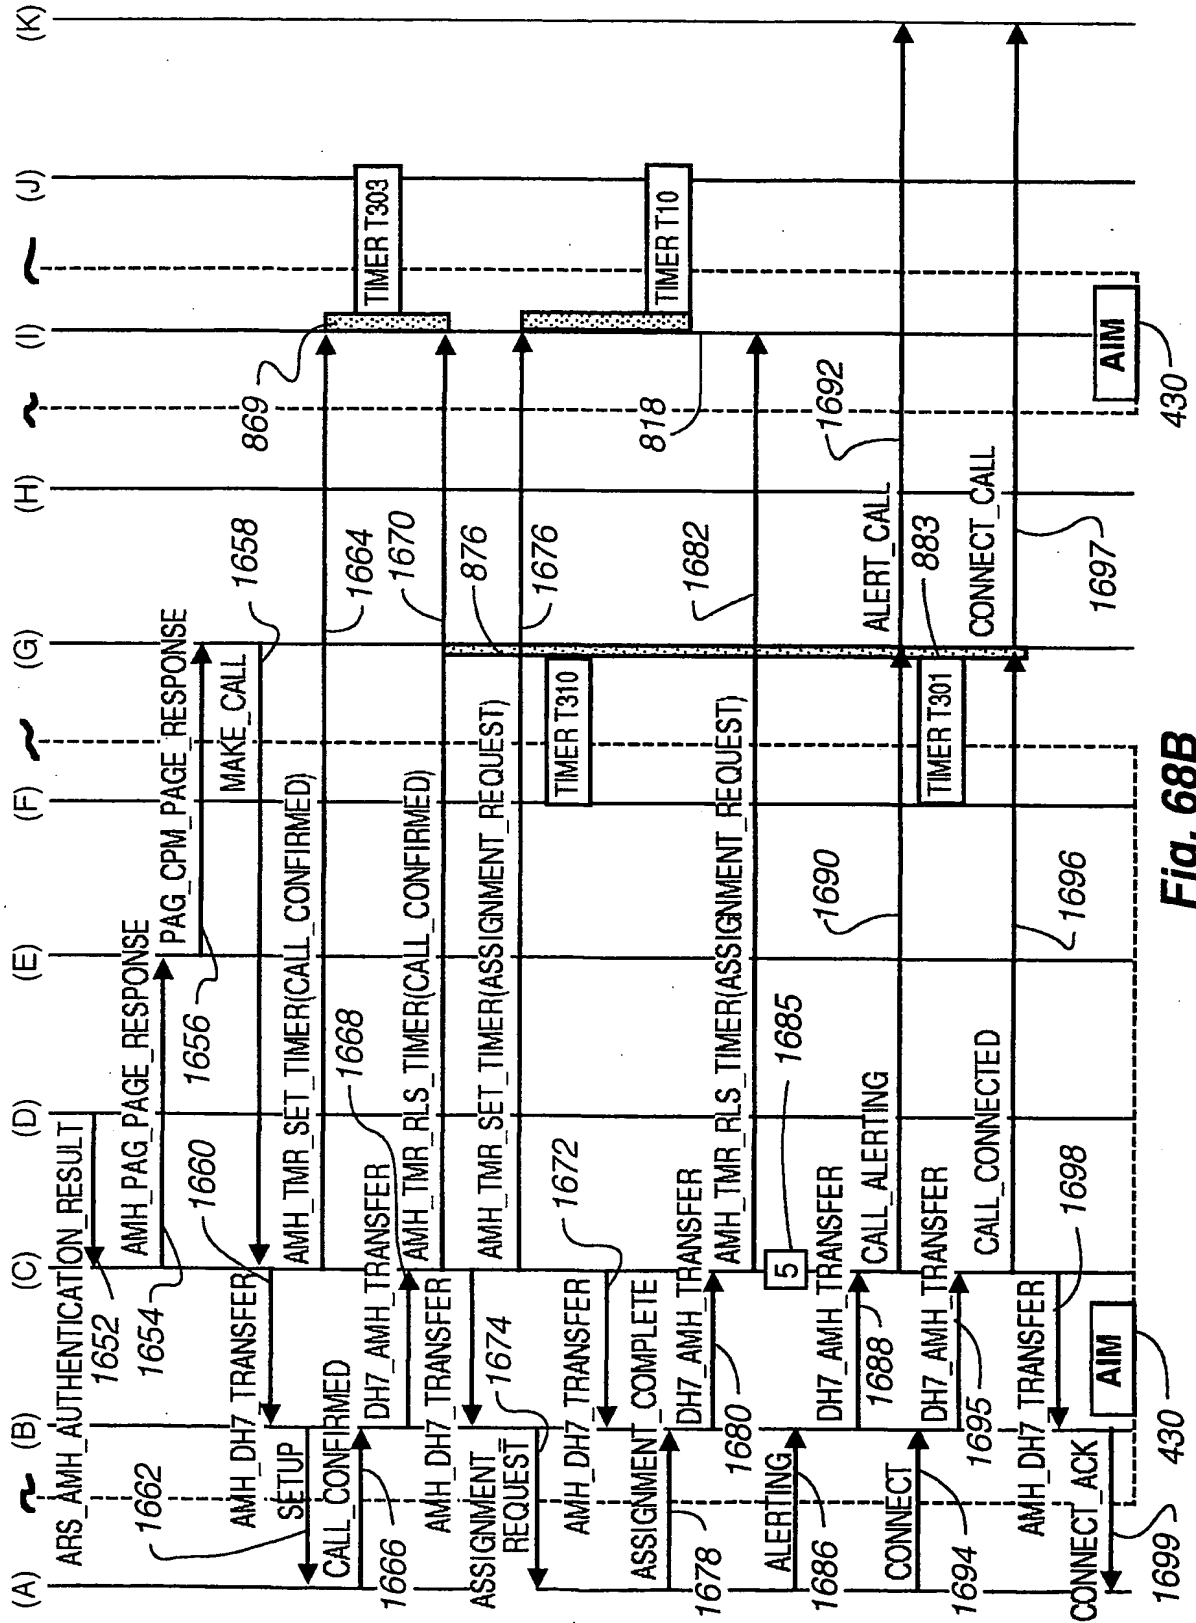 (A)
(B)
(C)
(D)
(E)
(F)
(G)
(H)
(I)
(J)
(K)
ARS_AMH_AUTHENTICATION_RESULT
1652
AMH_PAG_PAGE_RESPONSE
1654
PAG_CPM_PAGE_RESPONSE
1656
MAKE_CALL
1658
AMH_DH7_TRANSFER
1660
SETUP
1662
AMH_TMR_SET_TIMER(CALL_CONFIRMED)
1664
869
TIMER T303
CALL_CONFIRMED
1666
DH7_AMH_TRANSFER
1668
AMH_TMR_RLS_TIMER(CALL_CONFIRMED)
1670
AMH_DH7_TRANSFER
1672
876
ASSIGNMENT
REQUEST
1674
AMH_TMR_SET_TIMER(ASSIGNMENT_REQUEST)
1676
TIMER T310
TIMER T10
818
AMH_DH7_TRANSFER
ASSIGNMENT_COMPLETE
1678
DH7_AMH_TRANSFER
1680
AMH_TMR_RLS_TIMER(ASSIGNMENT_REQUEST)
1682
5
1685
ALERTING
1686
DH7_AMH_TRANSFER
1688
CALL_ALERTING
1690
ALERT_CALL
1692
TIMER T301
883
CONNECT
1694
DH7_AMH_TRANSFER
1695
CALL_CONNECTED
1696
CONNECT_CALL
1697
AMH_DH7_TRANSFER
1698
CONNECT_ACK
1699
AIM
430
AIM
430
Fig. 68B